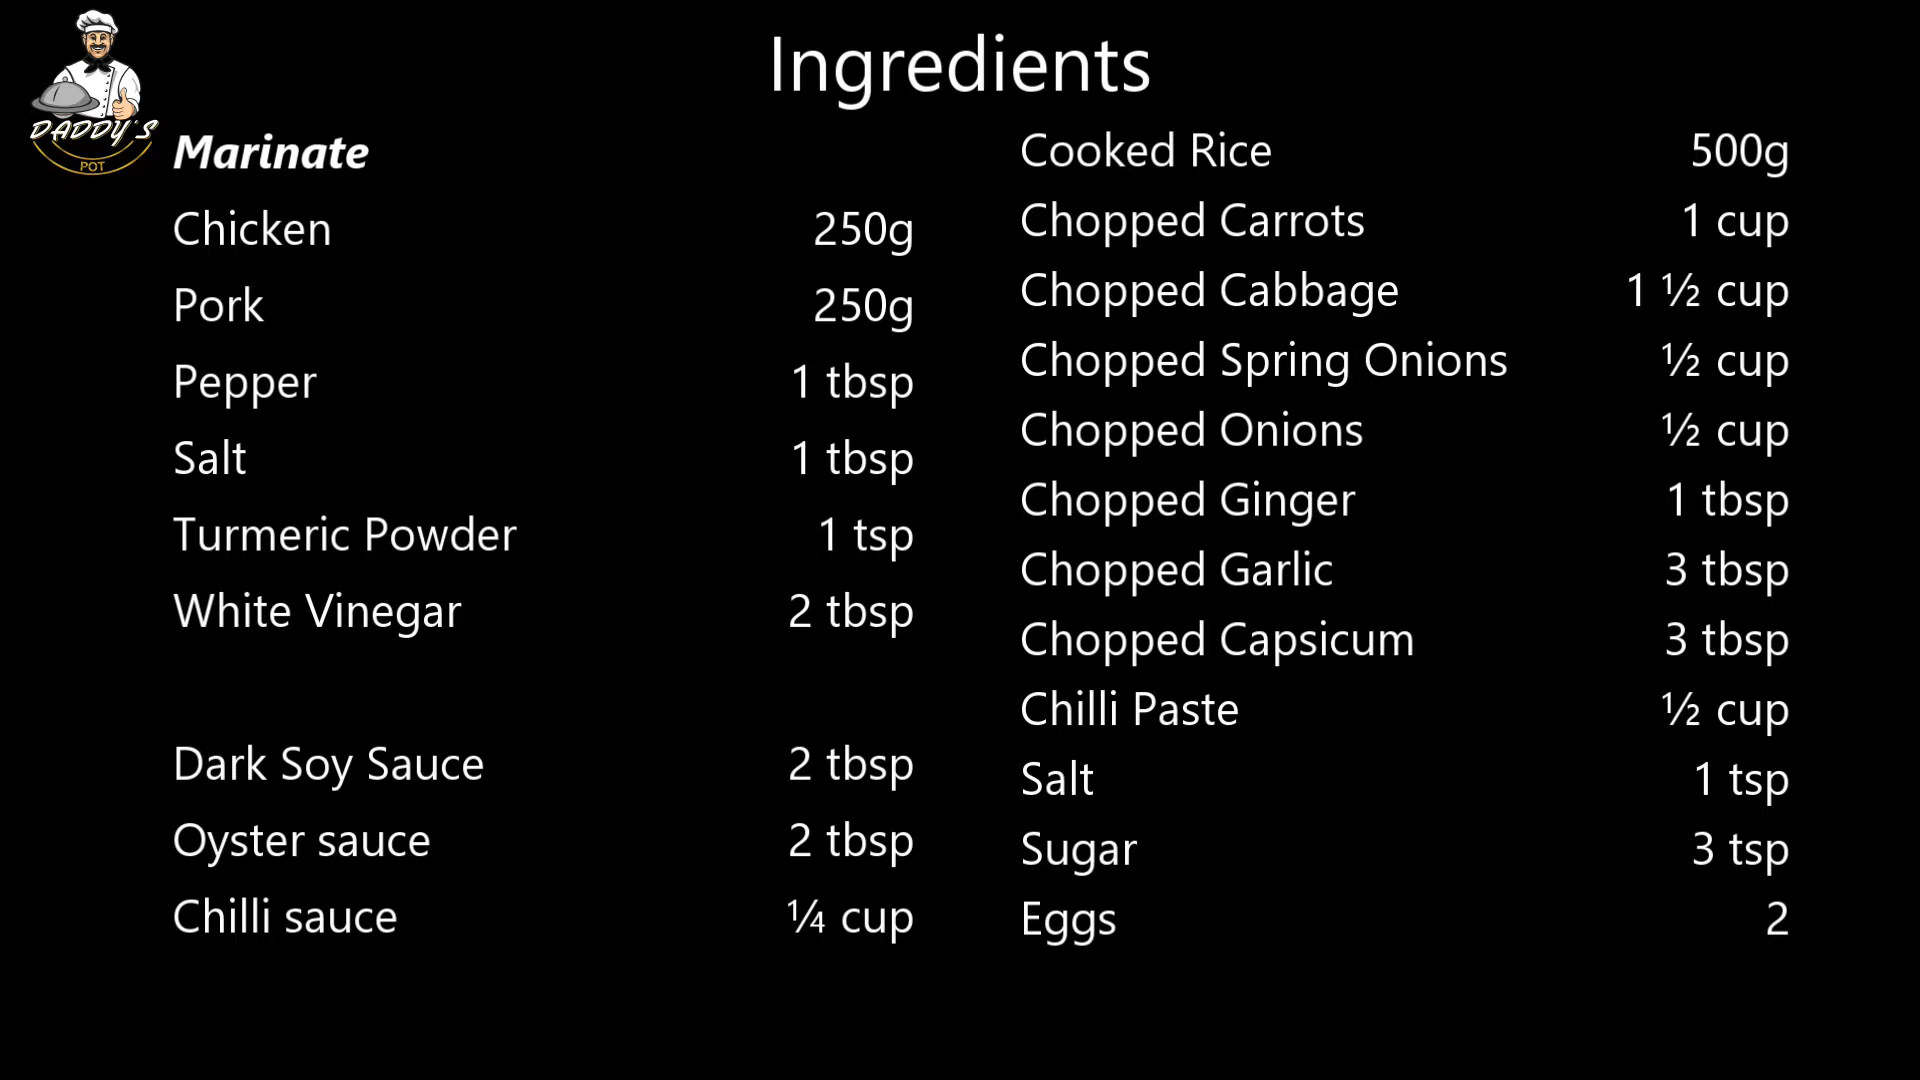 DADDY'S
POT
Ingredients
Marinate
Chicken 250g
Pork 250g
Pepper 1 tbsp
Salt 1 tbsp
Turmeric Powder 1 tsp
White Vinegar 2 tbsp
Dark Soy Sauce 2 tbsp
Oyster sauce 2 tbsp
Chilli sauce ¼ cup
Cooked Rice 500g
Chopped Carrots 1 cup
Chopped Cabbage 1 ½ cup
Chopped Spring Onions ½ cup
Chopped Onions ½ cup
Chopped Ginger 1 tbsp
Chopped Garlic 3 tbsp
Chopped Capsicum 3 tbsp
Chilli Paste ½ cup
Salt 1 tsp
Sugar 3 tsp
Eggs 2